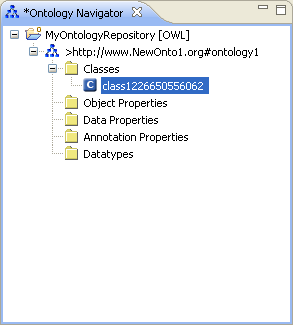 *Ontology Navigator
MyOntologyRepository [OWL]
>http://www.NewOnto1.org#ontology1
Classes
C class1226650556062
Object Properties
Data Properties
Annotation Properties
Datatypes